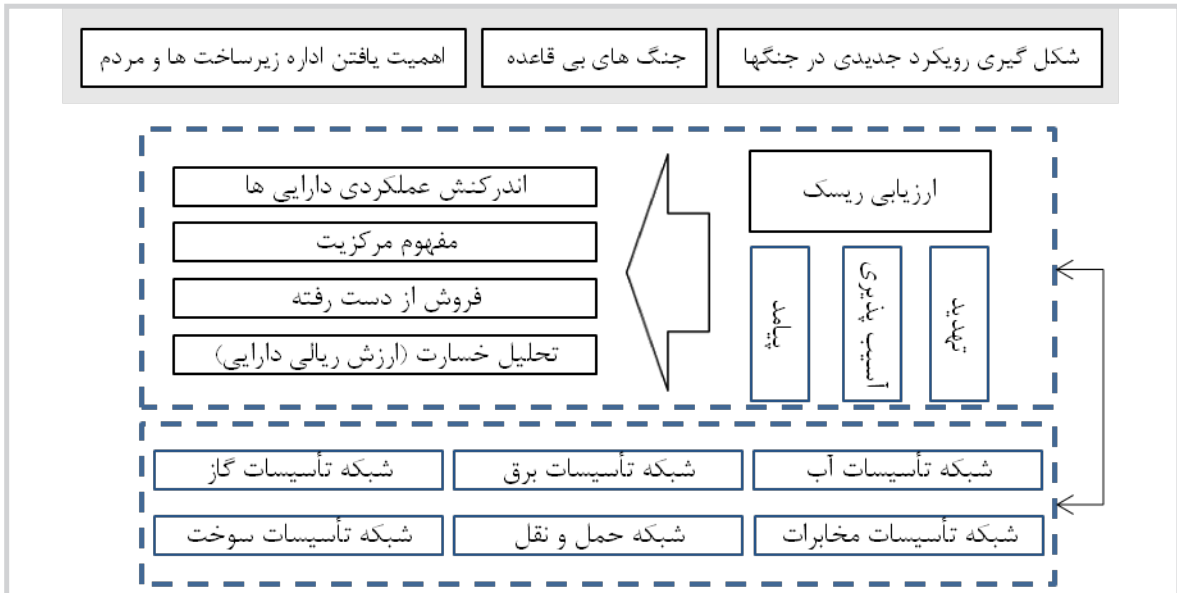 شکل گیری رویکرد جدیدی در جنگها
جنگ های بی قاعده
اهمیت یافتن اداره زیرساخت ها و مردم
ارزیابی ریسک
تهدید
آسیب پذیری
پیامد
اندرکنش عملکردی دارایی ها
مفهوم مرکزیت
فروش از دست رفته
تحلیل خسارت (ارزش ریالی دارایی)
شبکه تأسیسات آب
شبکه تأسیسات برق
شبکه تأسیسات گاز
شبکه تأسیسات مخابرات
شبکه حمل و نقل
شبکه تأسیسات سوخت